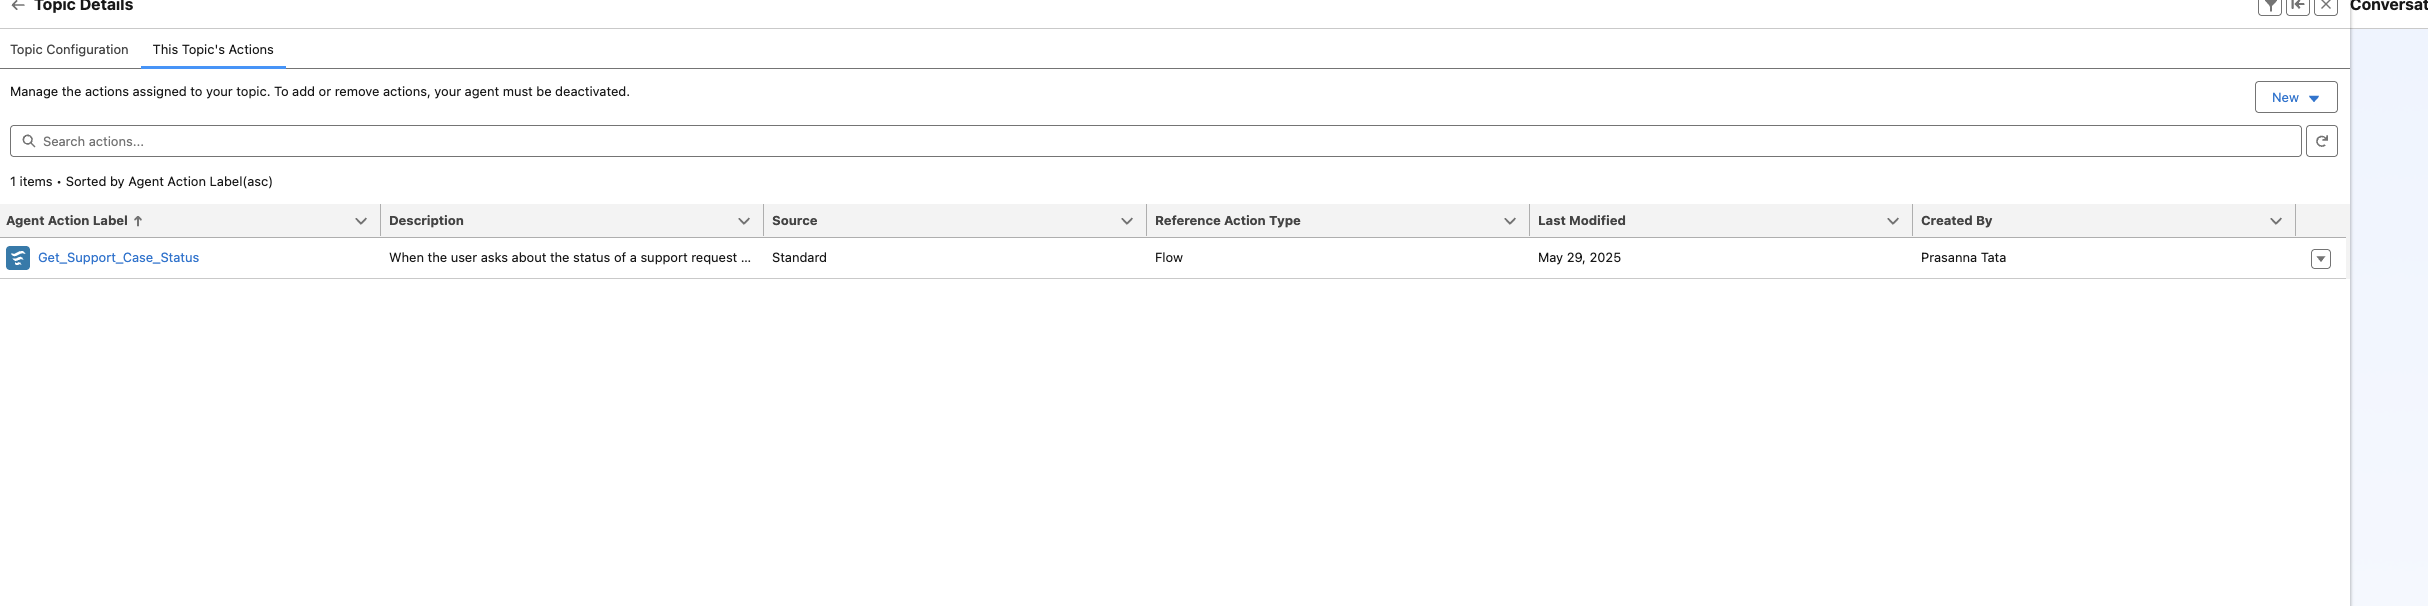 Topic Details
Conversat
Topic Configuration This Topic's Actions
Manage the actions assigned to your topic. To add or remove actions, your agent must be deactivated.
New
Search actions...
1 items • Sorted by Agent Action Label(asc)
Agent Action Label Description Source Reference Action Type Last Modified Created By
Get_Support_Case_Status When the user asks about the status of a support request ... Standard Flow May 29, 2025 Prasanna Tata